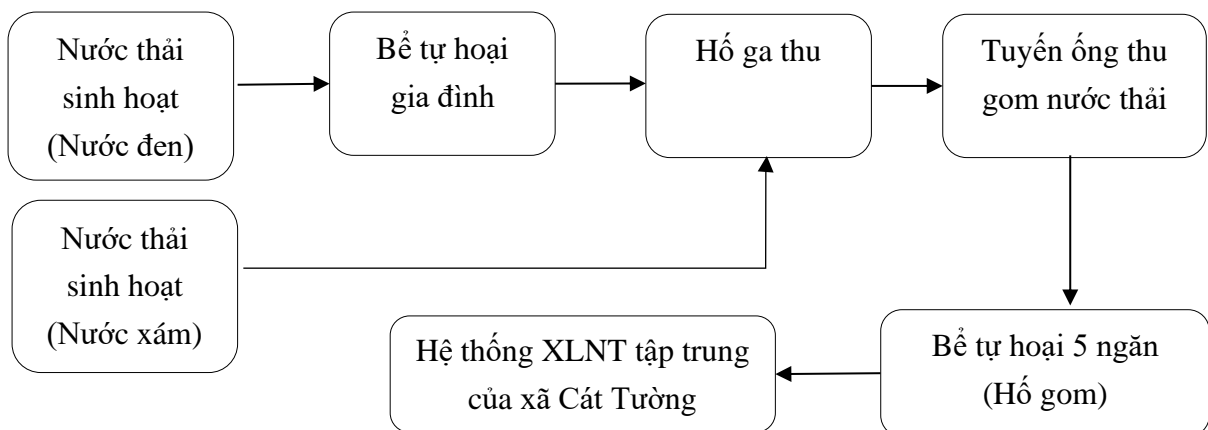 Nước thải
sinh hoạt
(Nước đen)
Bể tự hoại
gia đình
Hố ga thu
Tuyến ống thu
gom nước thải
Nước thải
sinh hoạt
(Nước xám)
Bể tự hoại 5 ngăn
(Hố gom)
Hệ thống XLNT tập trung
của xã Cát Tường